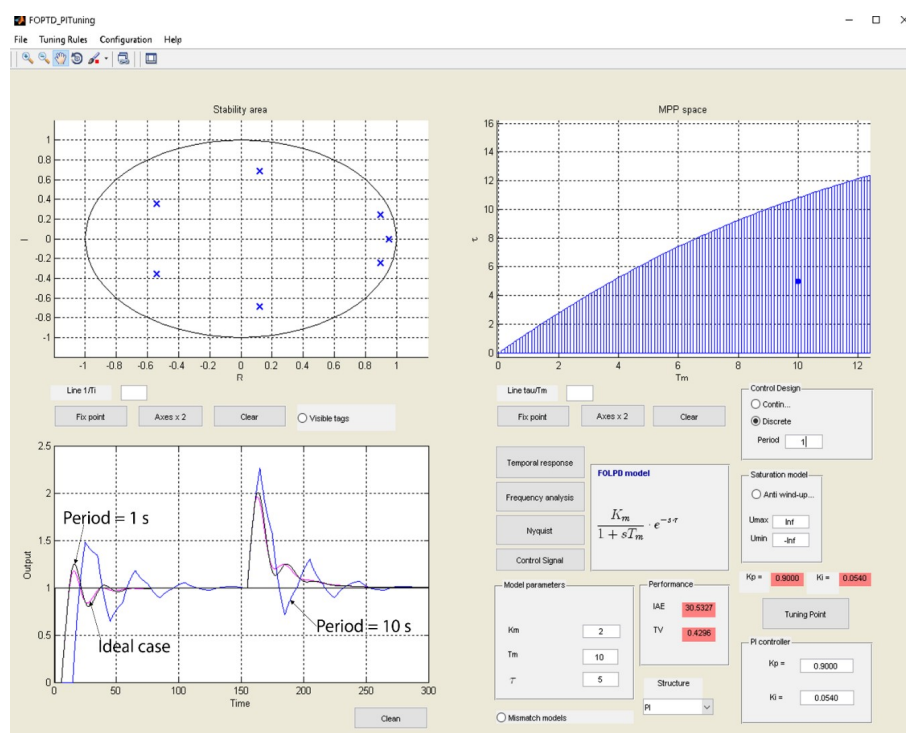 FOPTD_PITuning
File Tuning Rules Configuration Help
Stability area
1
0.8
0.6
0.4
0.2
0
-0.2
-0.4
-0.6
-0.8
-1
I
-1 -0.8 -0.6 -0.4 -0.2 0 0.2 0.4 0.6 0.8 1
R
Line 1/Ti
Fix point Axes x 2 Clear Visible tags
MPP space
16
14
12
10
8
6
4
2
0
τ
0 2 4 6 8 10 12
Tm
Line tau/Tm
Fix point Axes x 2 Clear
Control Design
Contin...
Discrete
Period 1
2.5
2
1.5
1
0.5
0
Output
Period = 1 s
Ideal case
Period = 10 s
0 50 100 150 200 250 300
Time
Clean
Temporal response
Frequency analysis
Nyquist
Control Signal
FOLPD model
K_m / (1 + sT_m) · e^{-s·τ}
Saturation model
Anti wind-up...
Umax Inf
Umin -Inf
Kp = 0.9000 Ki = 0.0540
Tuning Point
Model parameters
Km 2
Tm 10
τ 5
Performance
IAE 30.5327
TV 0.4296
Structure
PI
PI controller
Kp = 0.9000
Ki = 0.0540
Mismatch models